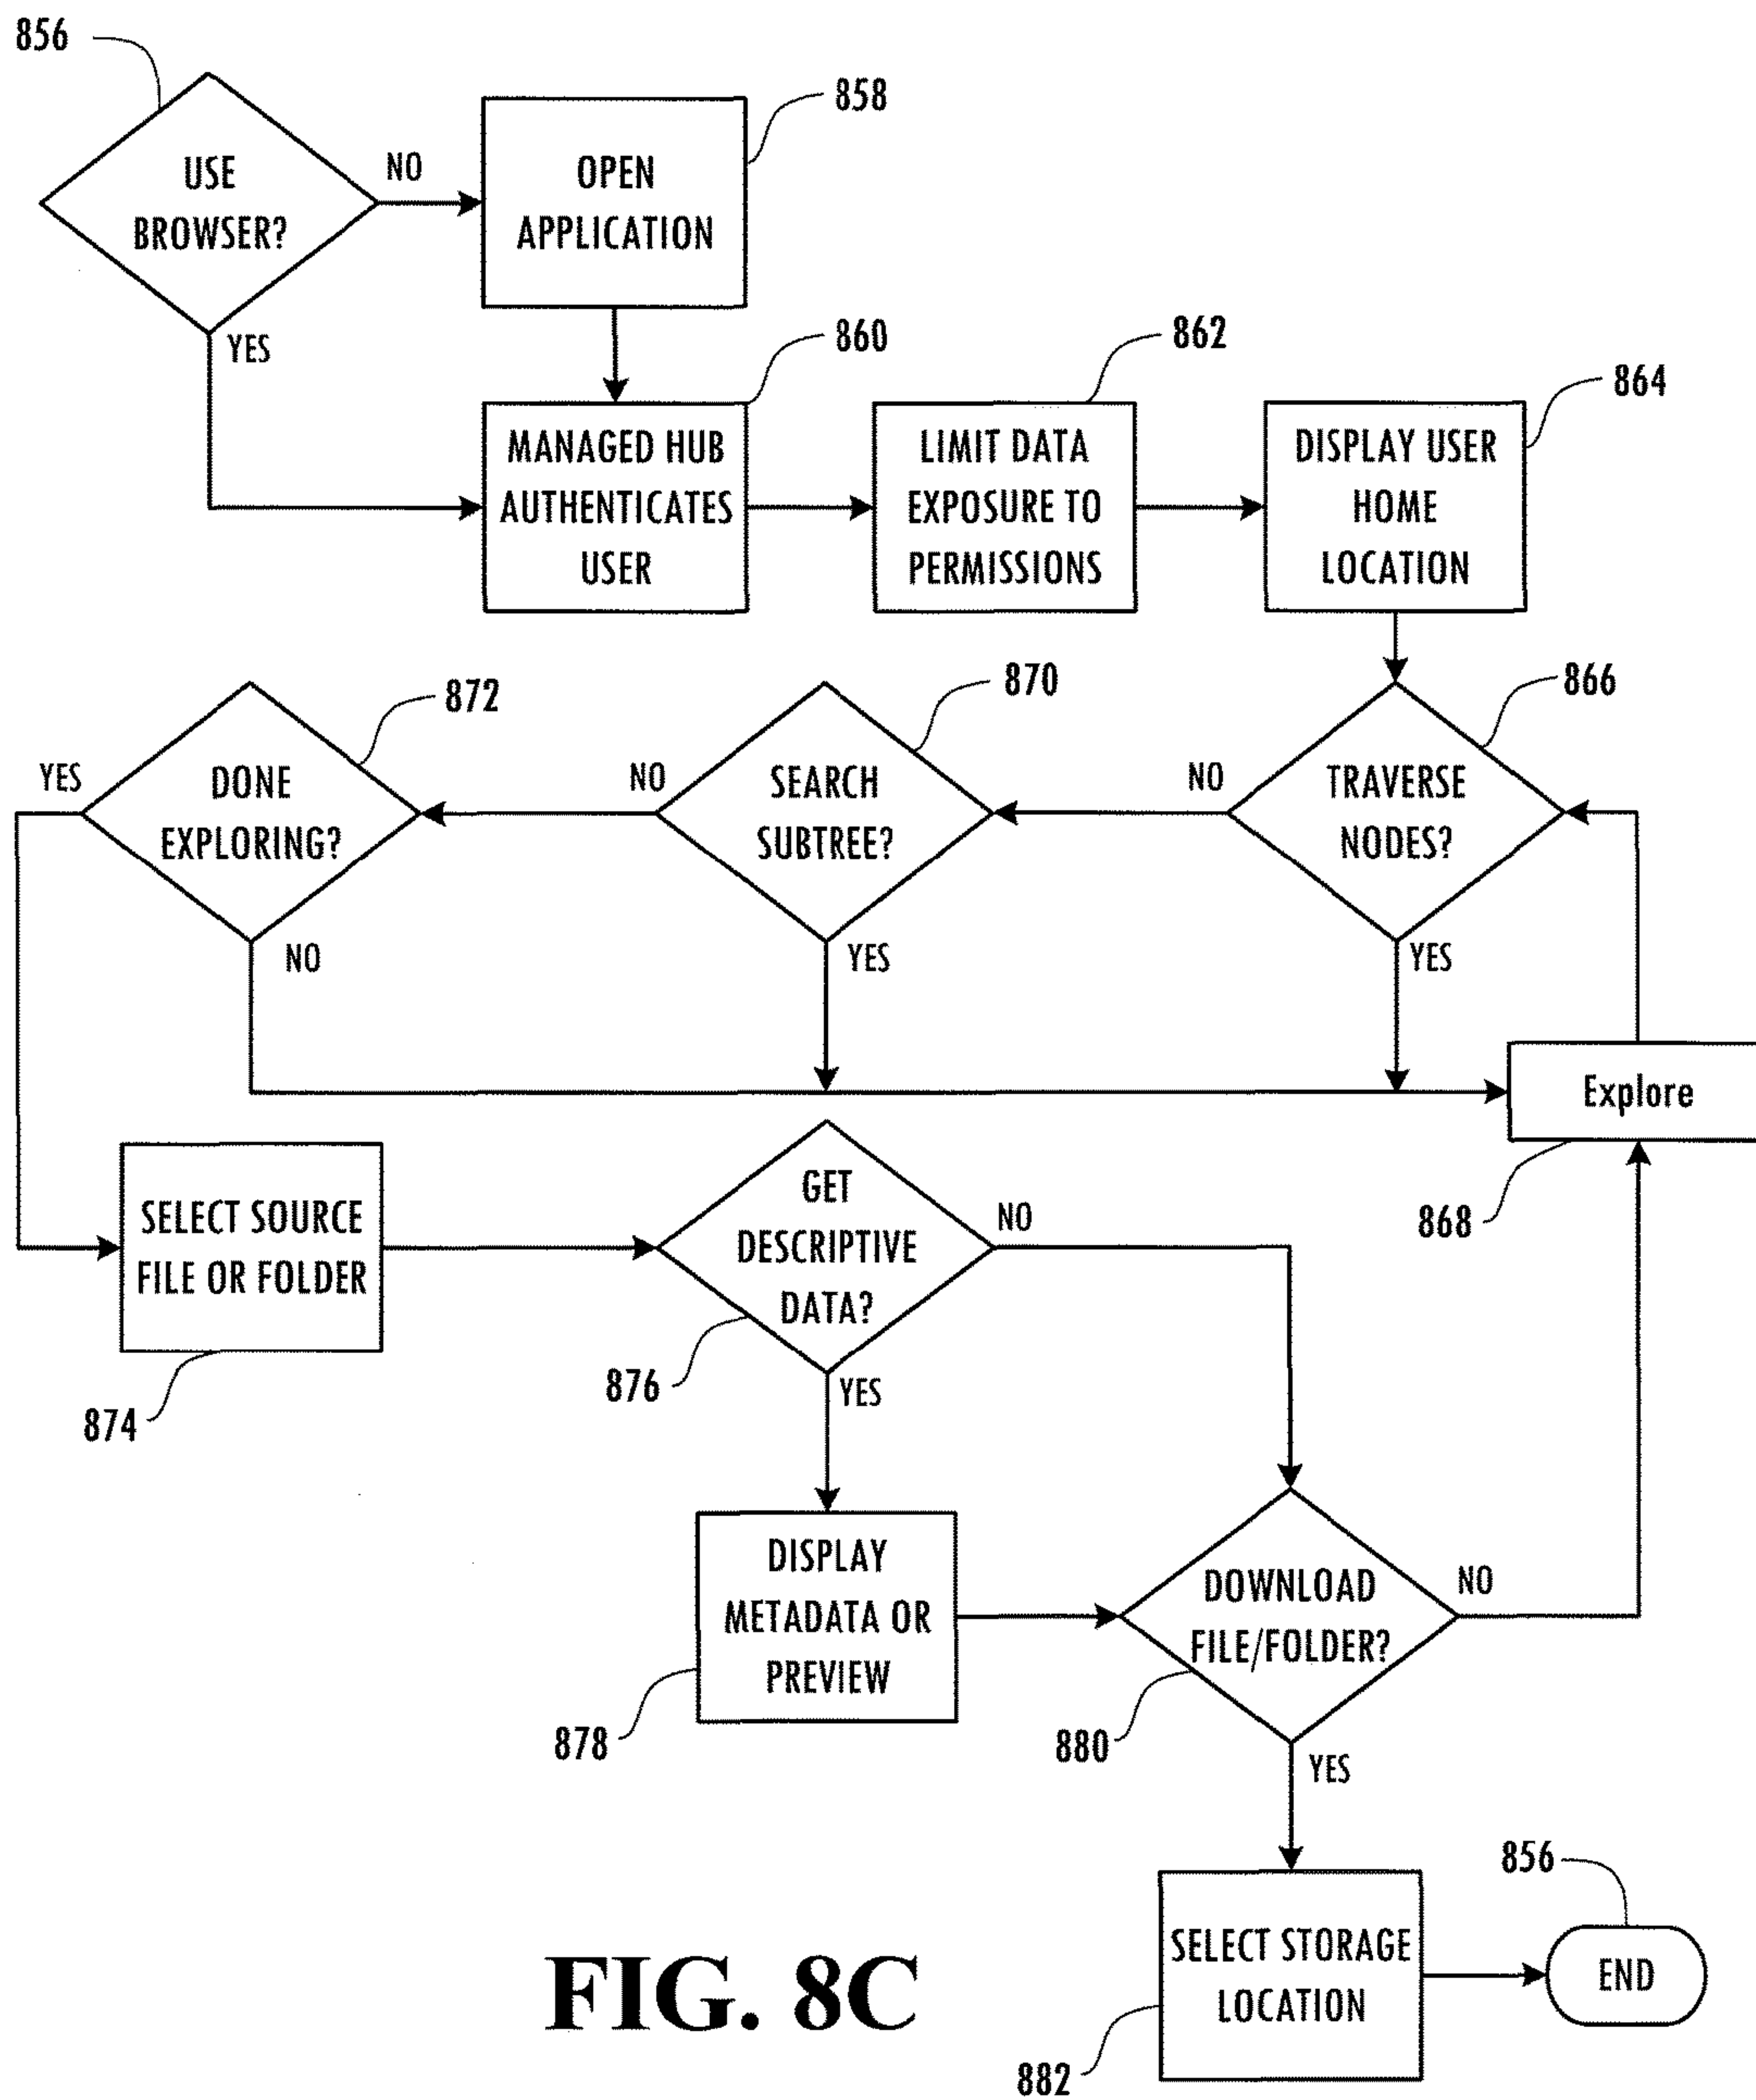 856
858
USE
BROWSER?
NO
OPEN
APPLICATION
YES
860
862
864
MANAGED HUB
AUTHENTICATES
USER
LIMIT DATA
EXPOSURE TO
PERMISSIONS
DISPLAY USER
HOME
LOCATION
872
870
866
YES
DONE
EXPLORING?
NO
SEARCH
SUBTREE?
NO
TRAVERSE
NODES?
NO
YES
YES
Explore
868
SELECT SOURCE
FILE OR FOLDER
874
GET
DESCRIPTIVE
DATA?
NO
876
YES
DISPLAY
METADATA OR
PREVIEW
878
DOWNLOAD
FILE/FOLDER?
NO
880
YES
SELECT STORAGE
LOCATION
882
856
END
FIG. 8C